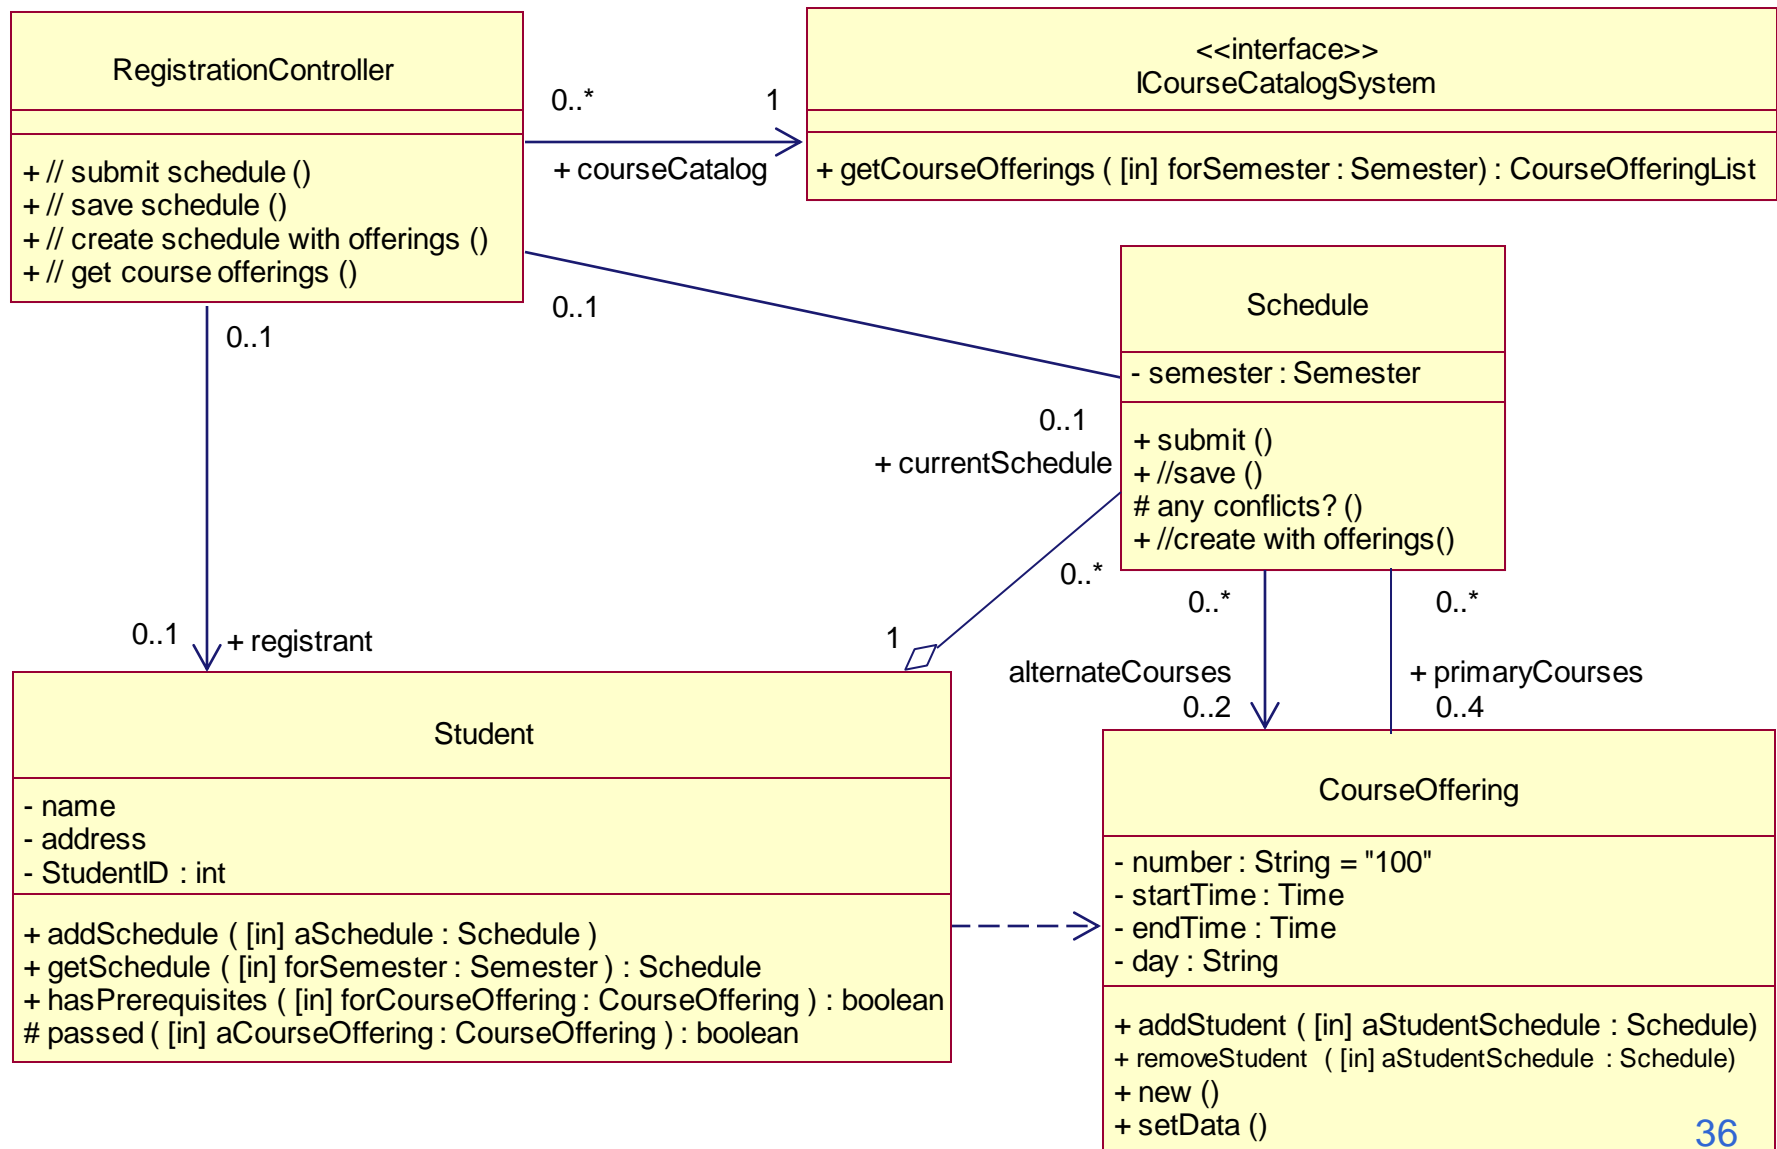 RegistrationController
+ // submit schedule ()
+ // save schedule ()
+ // create schedule with offerings ()
+ // get course offerings ()
0..*
1
+ courseCatalog
<<interface>>
ICourseCatalogSystem
+ getCourseOfferings ( [in] forSemester : Semester) : CourseOfferingList
0..1
0..1
Schedule
- semester : Semester
+ submit ()
+ //save ()
# any conflicts? ()
+ //create with offerings()
0..1
+ currentSchedule
0..*
1
0..1
+ registrant
0..*
0..*
alternateCourses
0..2
+ primaryCourses
0..4
Student
- name
- address
- StudentID : int
+ addSchedule ( [in] aSchedule : Schedule )
+ getSchedule ( [in] forSemester : Semester ) : Schedule
+ hasPrerequisites ( [in] forCourseOffering : CourseOffering ) : boolean
# passed ( [in] aCourseOffering : CourseOffering ) : boolean
CourseOffering
- number : String = "100"
- startTime : Time
- endTime : Time
- day : String
+ addStudent ( [in] aStudentSchedule : Schedule)
+ removeStudent ( [in] aStudentSchedule : Schedule)
+ new ()
+ setData ()
36